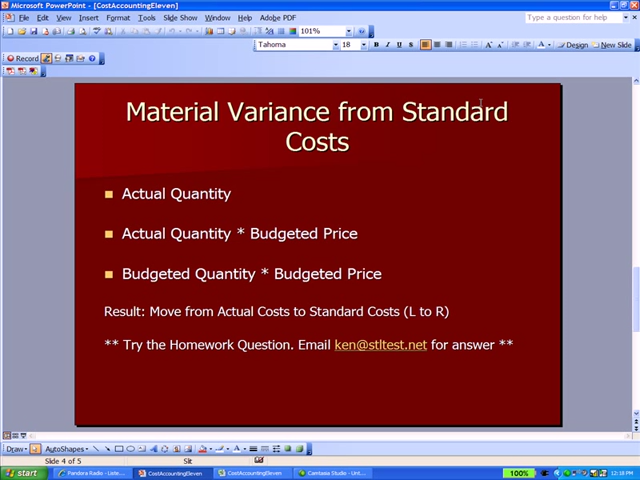 Microsoft PowerPoint - [CostAccountingEleven]
File Edit View Insert Format Tools Slide Show Window Help Adobe PDF
Type a question for help
101%
Tahoma 18 B I U S A Design New Slide
Record
Material Variance from Standard
Costs
Actual Quantity
Actual Quantity * Budgeted Price
Budgeted Quantity * Budgeted Price
Result: Move from Actual Costs to Standard Costs (L to R)
** Try the Homework Question. Email ken@stltest.net for answer **
Draw AutoShapes
Slide 4 of 5 Slit
start Pandora Radio - Liste... CostAccountingEleven CostAccountingEleven Camtasia Studio - Unt... 100% 12:18 PM